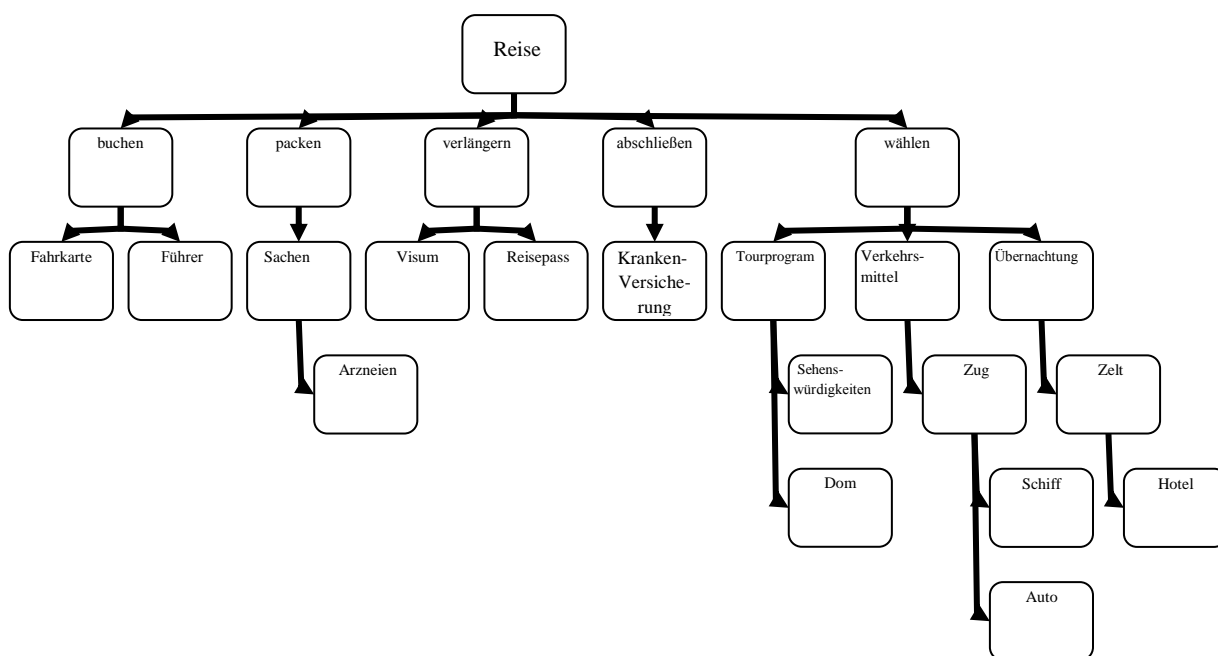 Reise
buchen
packen
verlängern
abschließen
wählen
Fahrkarte
Führer
Sachen
Visum
Reisepass
Kranken-
Versiche-
rung
Tourprogram
Verkehrs-
mittel
Übernachtung
Arzneien
Sehens-
würdigkeiten
Zug
Zelt
Dom
Schiff
Hotel
Auto